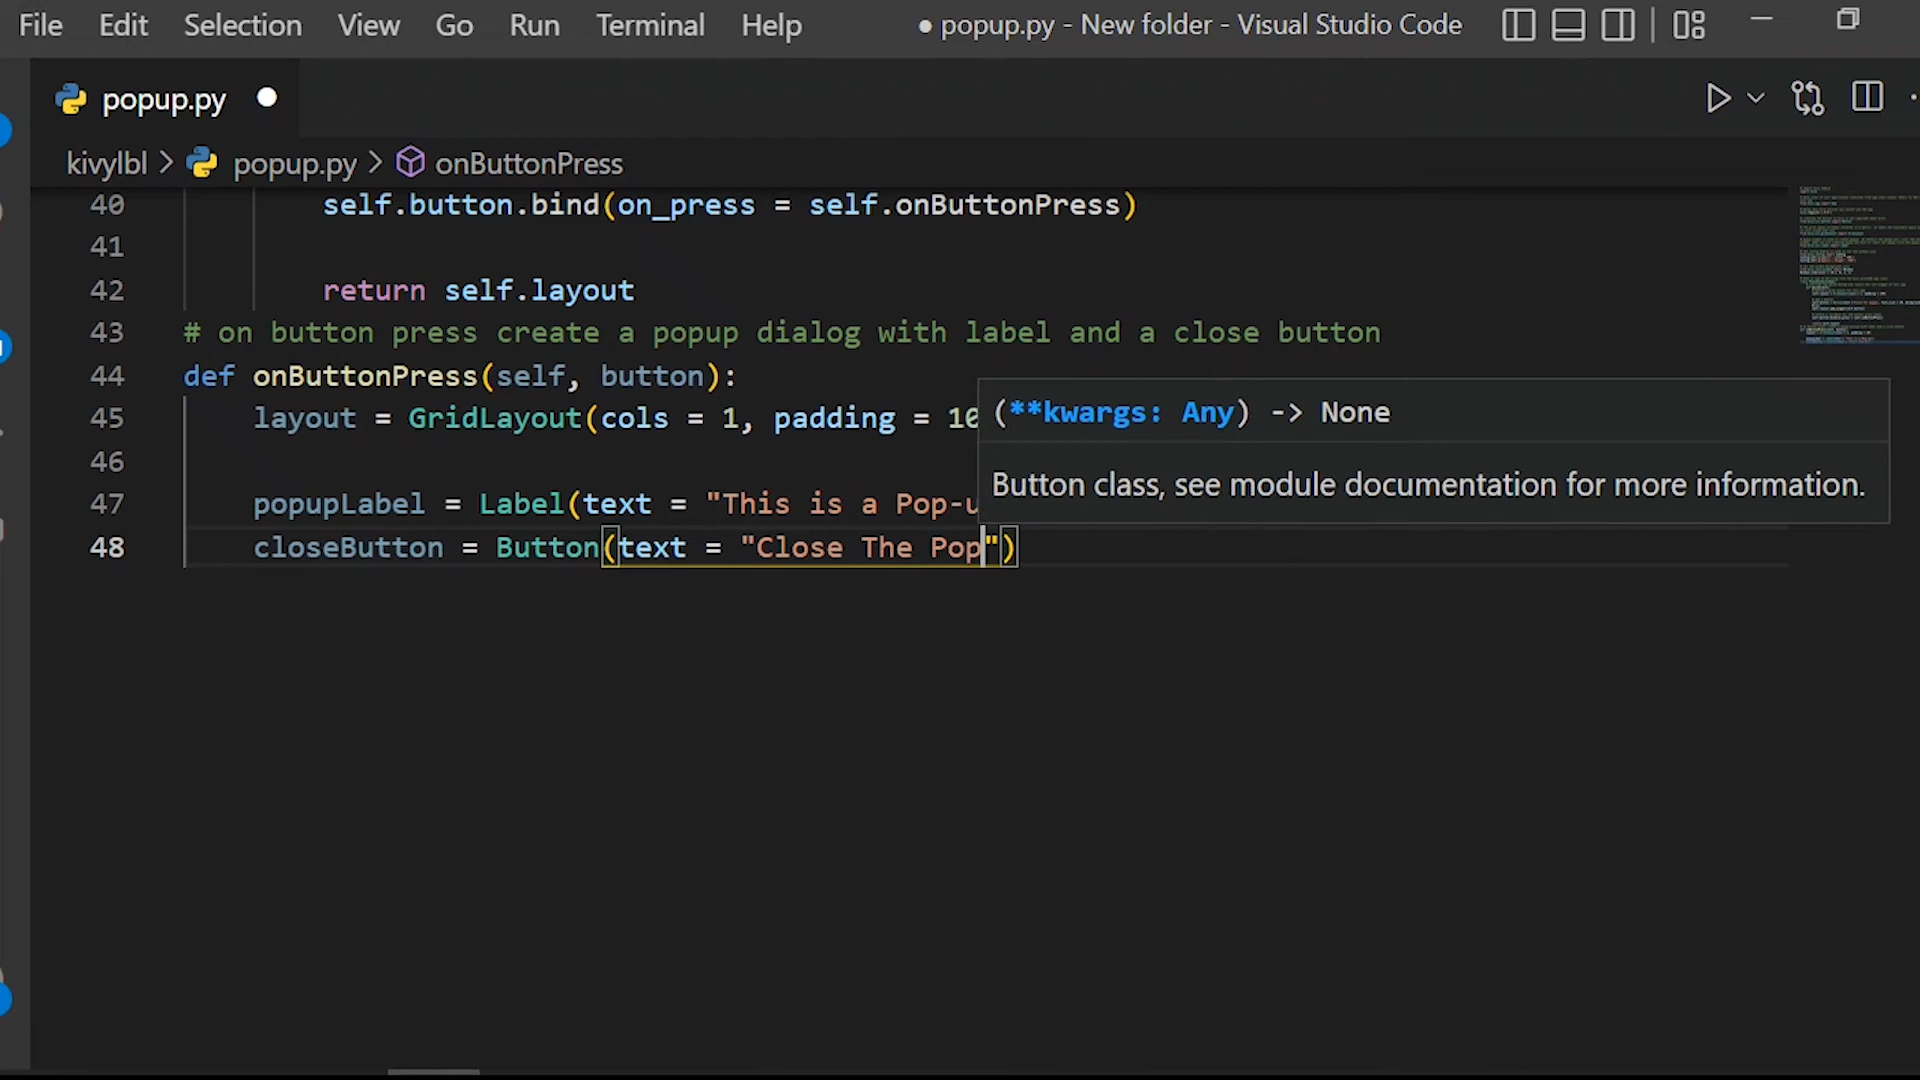 File Edit Selection View Go Run Terminal Help ● popup.py - New folder - Visual Studio Code
popup.py
kivylbl > popup.py > onButtonPress
40 self.button.bind(on_press = self.onButtonPress)
41
42 return self.layout
43 # on button press create a popup dialog with label and a close button
44 def onButtonPress(self, button):
45 layout = GridLayout(cols = 1, padding = 10
(**kwargs: Any) -> None
46
Button class, see module documentation for more information.
47 popupLabel = Label(text = "This is a Pop-u
48 closeButton = Button(text = "Close The Pop")